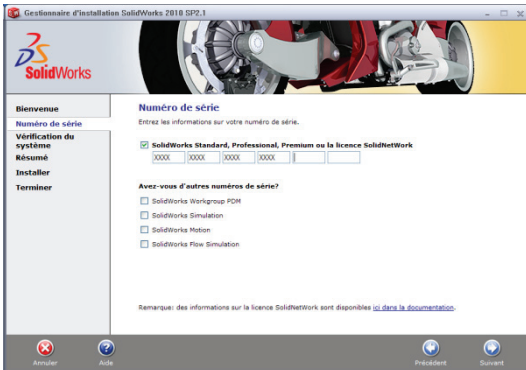 Gestionnaire d'installation SolidWorks 2010 SP2.1
SolidWorks
Bienvenue
Numéro de série
Vérification du
système
Résumé
Installer
Terminer
Numéro de série
Entrez les informations sur votre numéro de série.
SolidWorks Standard, Professional, Premium ou la licence SolidNetWork
XXXX XXXX XXXX XXXX
Avez-vous d'autres numéros de série?
SolidWorks Workgroup PDM
SolidWorks Simulation
SolidWorks Motion
SolidWorks Flow Simulation
Remarque: des informations sur la licence SolidNetWork sont disponibles ici dans la documentation.
Annuler Aide Précédent Suivant